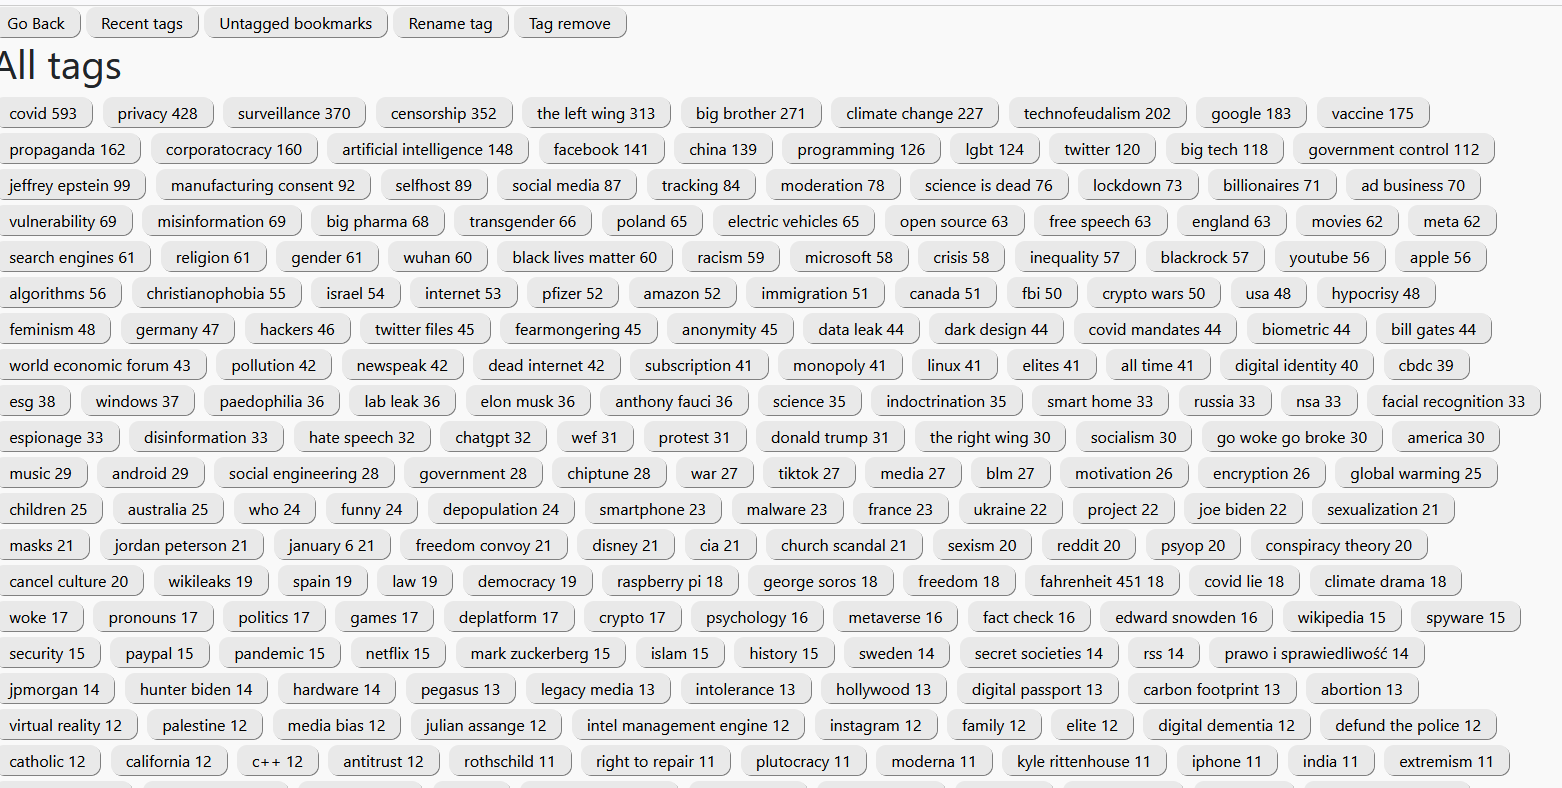 Go Back Recent tags Untagged bookmarks Rename tag Tag remove
All tags
covid 593 privacy 428 surveillance 370 censorship 352 the left wing 313 big brother 271 climate change 227 technofeudalism 202 google 183 vaccine 175
propaganda 162 corporatocracy 160 artificial intelligence 148 facebook 141 china 139 programming 126 lgbt 124 twitter 120 big tech 118 government control 112
jeffrey epstein 99 manufacturing consent 92 selfhost 89 social media 87 tracking 84 moderation 78 science is dead 76 lockdown 73 billionaires 71 ad business 70
vulnerability 69 misinformation 69 big pharma 68 transgender 66 poland 65 electric vehicles 65 open source 63 free speech 63 england 63 movies 62 meta 62
search engines 61 religion 61 gender 61 wuhan 60 black lives matter 60 racism 59 microsoft 58 crisis 58 inequality 57 blackrock 57 youtube 56 apple 56
algorithms 56 christianophobia 55 israel 54 internet 53 pfizer 52 amazon 52 immigration 51 canada 51 fbi 50 crypto wars 50 usa 48 hypocrisy 48
feminism 48 germany 47 hackers 46 twitter files 45 fearmongering 45 anonymity 45 data leak 44 dark design 44 covid mandates 44 biometric 44 bill gates 44
world economic forum 43 pollution 42 newspeak 42 dead internet 42 subscription 41 monopoly 41 linux 41 elites 41 all time 41 digital identity 40 cbdc 39
esg 38 windows 37 paedophilia 36 lab leak 36 elon musk 36 anthony fauci 36 science 35 indoctrination 35 smart home 33 russia 33 nsa 33 facial recognition 33
espionage 33 disinformation 33 hate speech 32 chatgpt 32 wef 31 protest 31 donald trump 31 the right wing 30 socialism 30 go woke go broke 30 america 30
music 29 android 29 social engineering 28 government 28 chiptune 28 war 27 tiktok 27 media 27 blm 27 motivation 26 encryption 26 global warming 25
children 25 australia 25 who 24 funny 24 depopulation 24 smartphone 23 malware 23 france 23 ukraine 22 project 22 joe biden 22 sexualization 21
masks 21 jordan peterson 21 january 6 21 freedom convoy 21 disney 21 cia 21 church scandal 21 sexism 20 reddit 20 psyop 20 conspiracy theory 20
cancel culture 20 wikileaks 19 spain 19 law 19 democracy 19 raspberry pi 18 george soros 18 freedom 18 fahrenheit 451 18 covid lie 18 climate drama 18
woke 17 pronouns 17 politics 17 games 17 deplatform 17 crypto 17 psychology 16 metaverse 16 fact check 16 edward snowden 16 wikipedia 15 spyware 15
security 15 paypal 15 pandemic 15 netflix 15 mark zuckerberg 15 islam 15 history 15 sweden 14 secret societies 14 rss 14 prawo i sprawiedliwość 14
jpmorgan 14 hunter biden 14 hardware 14 pegasus 13 legacy media 13 intolerance 13 hollywood 13 digital passport 13 carbon footprint 13 abortion 13
virtual reality 12 palestine 12 media bias 12 julian assange 12 intel management engine 12 instagram 12 family 12 elite 12 digital dementia 12 defund the police 12
catholic 12 california 12 c++ 12 antitrust 12 rothschild 11 right to repair 11 plutocracy 11 moderna 11 kyle rittenhouse 11 iphone 11 india 11 extremism 11